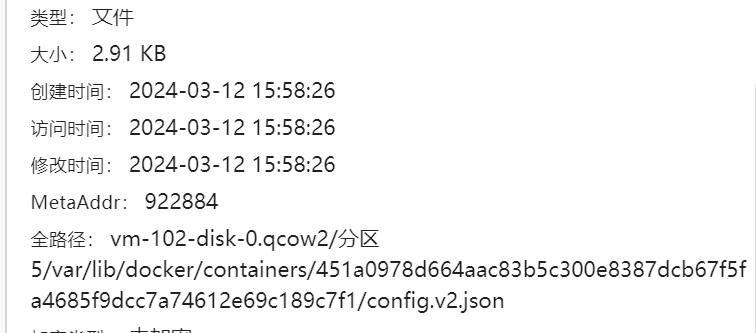 类型： 文件
大小： 2.91 KB
创建时间： 2024-03-12 15:58:26
访问时间： 2024-03-12 15:58:26
修改时间： 2024-03-12 15:58:26
MetaAddr： 922884
全路径： vm-102-disk-0.qcow2/分区
5/var/lib/docker/containers/451a0978d664aac83b5c300e8387dcb67f5f
a4685f9dcc7a74612e69c189c7f1/config.v2.json